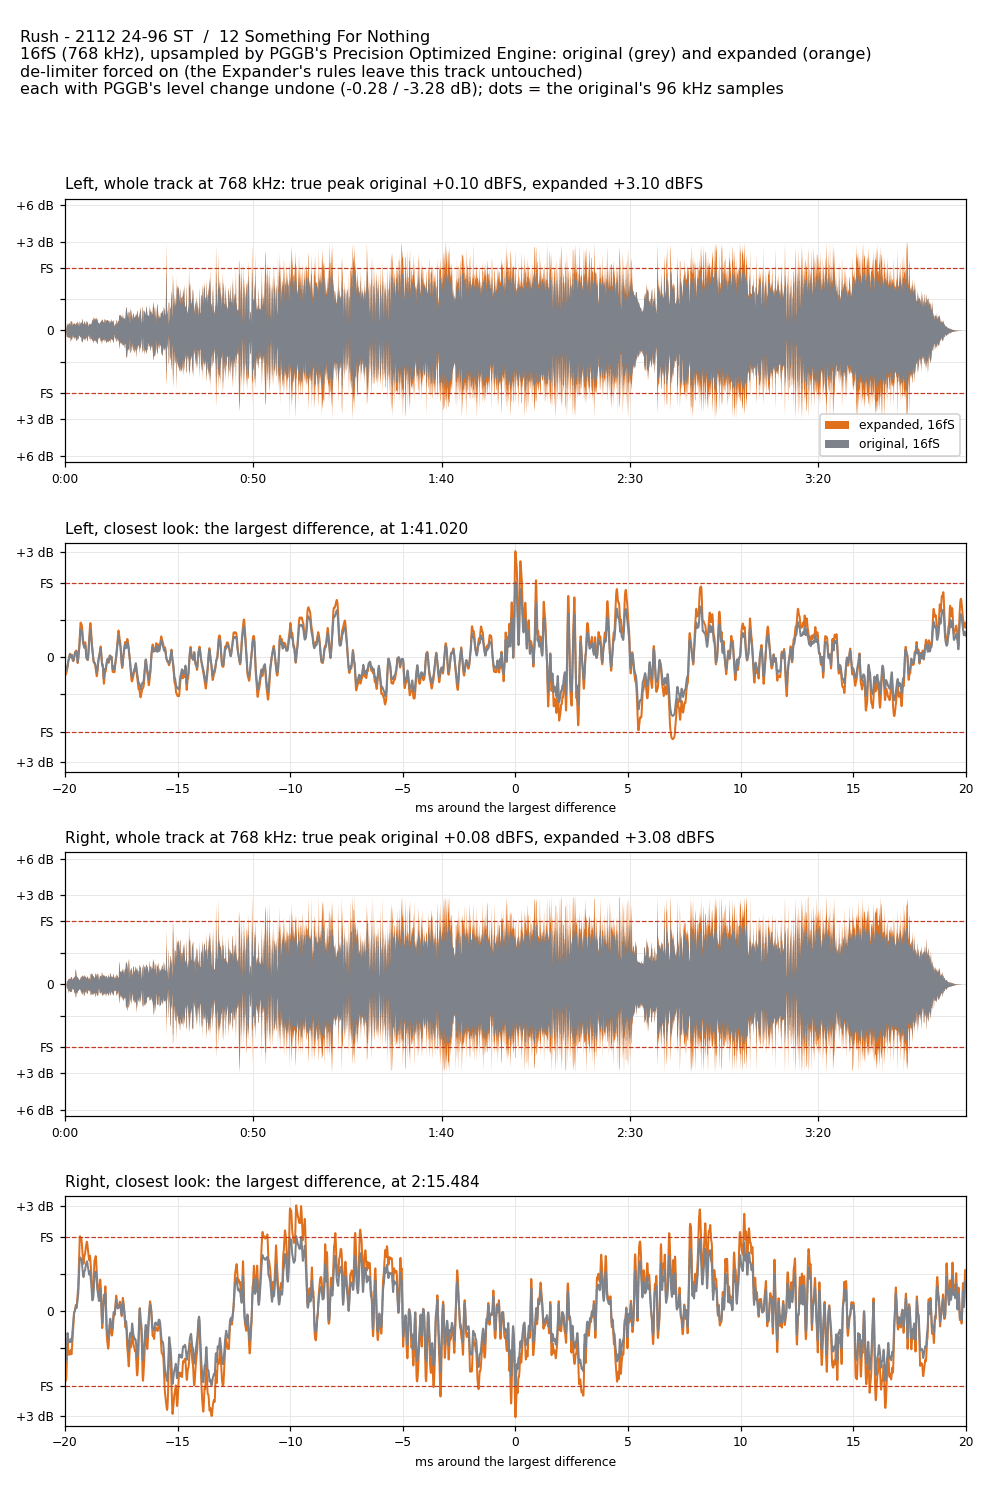 Rush - 2112 24-96 ST  /  12 Something For Nothing
16fS (768 kHz), upsampled by PGGB's Precision Optimized Engine: original (grey) and expanded (orange)
de-limiter forced on (the Expander's rules leave this track untouched)
each with PGGB's level change undone (-0.28 / -3.28 dB); dots = the original's 96 kHz samples
Left, whole track at 768 kHz: true peak original +0.10 dBFS, expanded +3.10 dBFS
+6 dB
+3 dB
FS
0
FS
+3 dB
+6 dB
expanded, 16fS
original, 16fS
0:00 0:50 1:40 2:30 3:20
Left, closest look: the largest difference, at 1:41.020
+3 dB
FS
0
FS
+3 dB
−20 −15 −10 −5 0 5 10 15 20
ms around the largest difference
Right, whole track at 768 kHz: true peak original +0.08 dBFS, expanded +3.08 dBFS
+6 dB
+3 dB
FS
0
FS
+3 dB
+6 dB
0:00 0:50 1:40 2:30 3:20
Right, closest look: the largest difference, at 2:15.484
+3 dB
FS
0
FS
+3 dB
−20 −15 −10 −5 0 5 10 15 20
ms around the largest difference